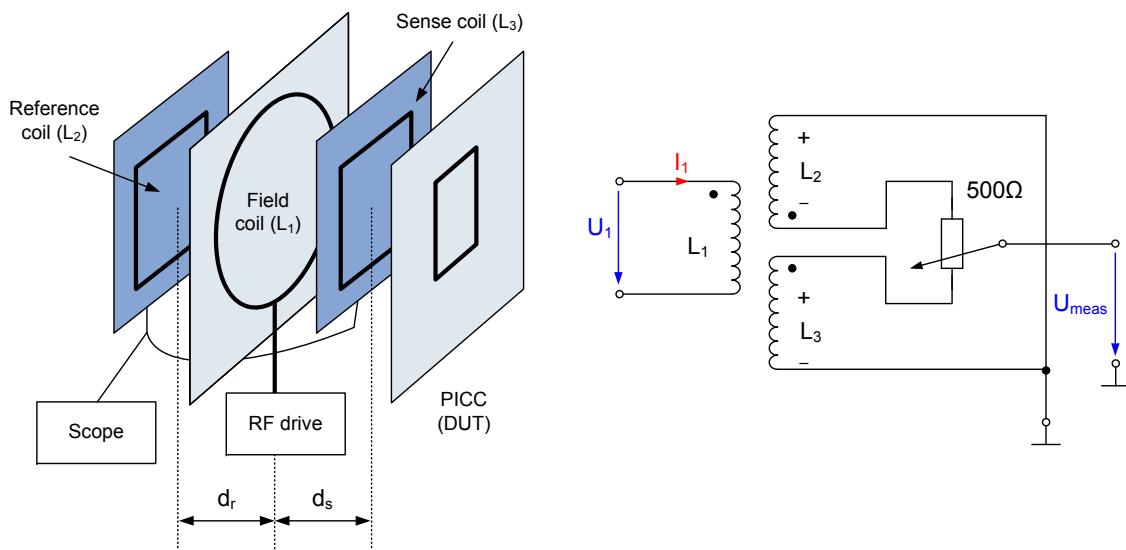 Sense coil (L₃)
Reference
coil (L₂)
Field
coil (L₁)
Scope
RF drive
PICC
(DUT)
dᵣ
dₛ
I₁
U₁
L₁
+
L₂
−
+
L₃
−
500Ω
Uₘₑₐₛ